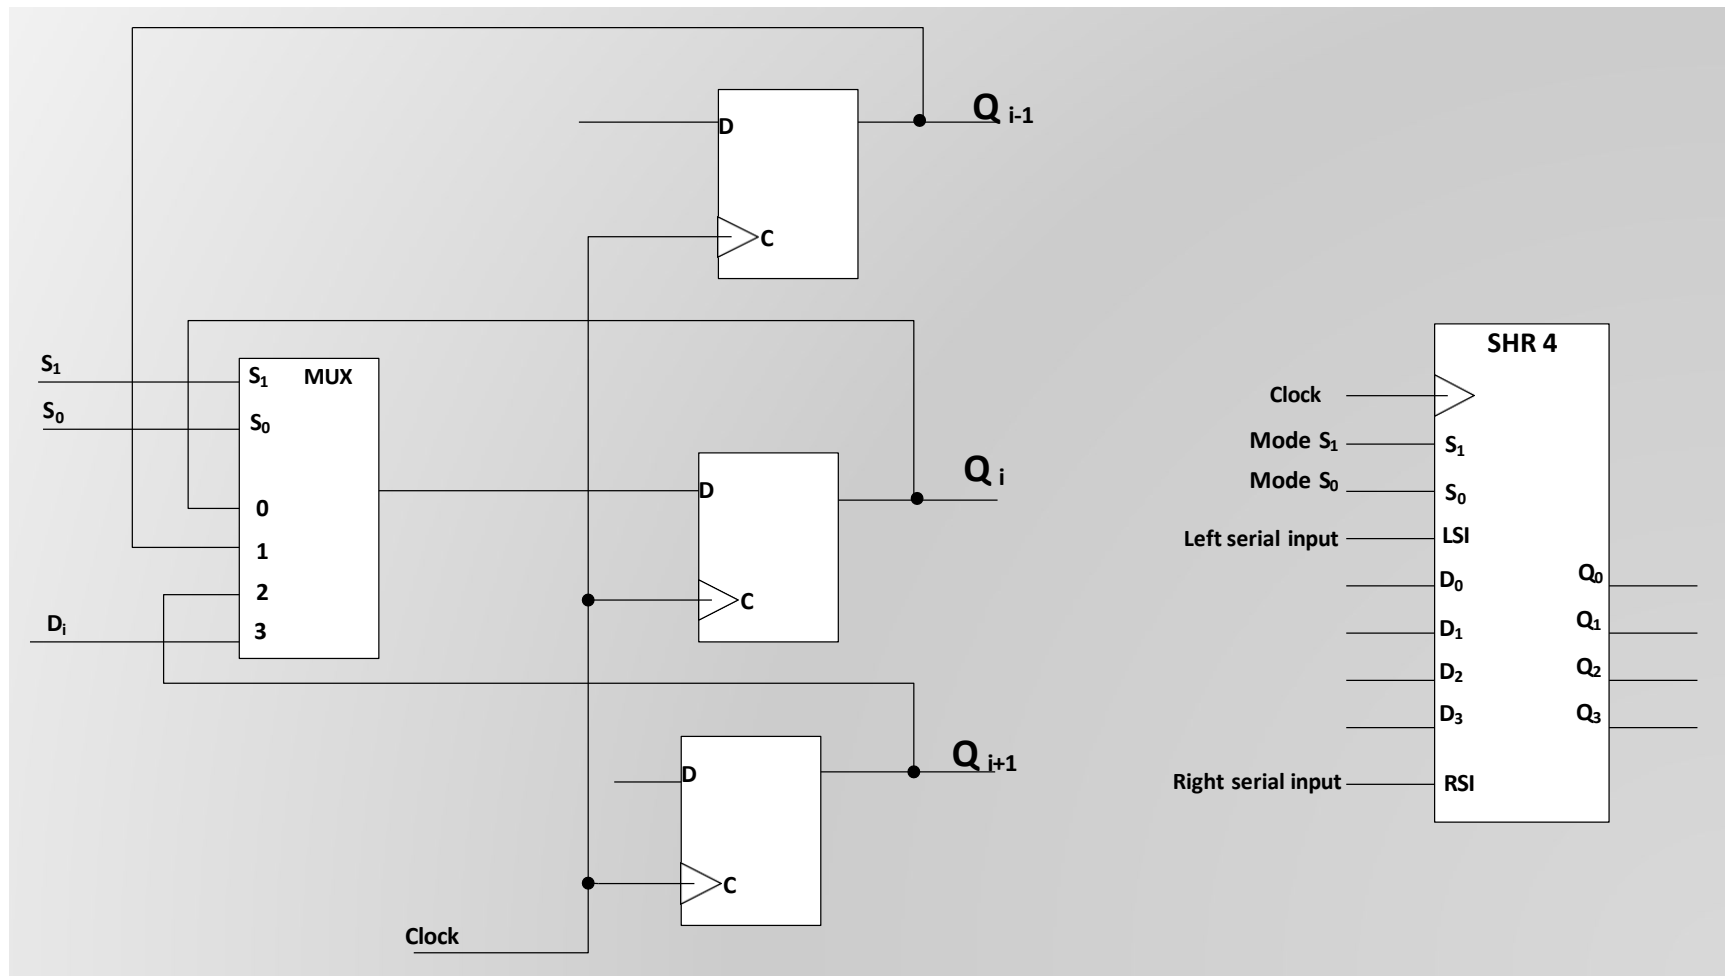 D
Q i-1
C
S1
S1 MUX
S0
S0
0
1
2
3
Di
D
Q i
C
D
Q i+1
C
Clock
SHR 4
Clock
Mode S1
S1
Mode S0
S0
Left serial input
LSI
D0
Q0
D1
Q1
D2
Q2
D3
Q3
Right serial input
RSI